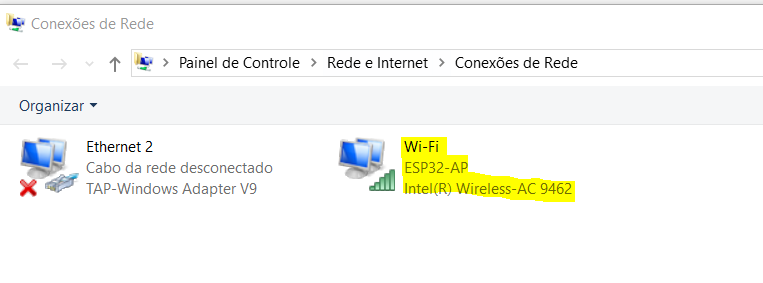 Conexões de Rede
Painel de Controle > Rede e Internet > Conexões de Rede
Organizar
Ethernet 2
Cabo da rede desconectado
TAP-Windows Adapter V9
Wi-Fi
ESP32-AP
Intel(R) Wireless-AC 9462